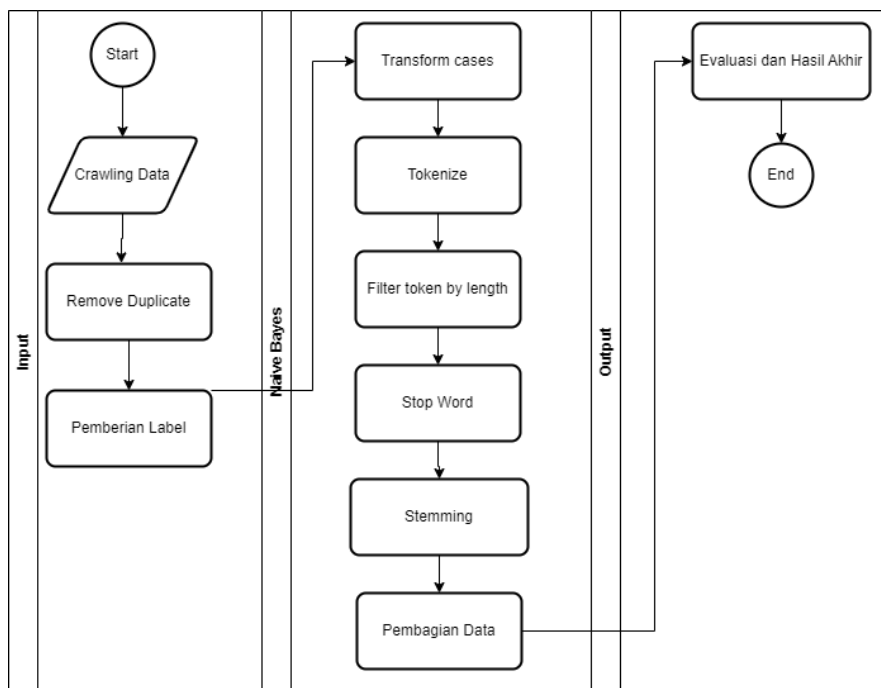 Input
Start
Crawling Data
Remove Duplicate
Pemberian Label
Naive Bayes
Transform cases
Tokenize
Filter token by length
Stop Word
Stemming
Pembagian Data
Output
Evaluasi dan Hasil Akhir
End